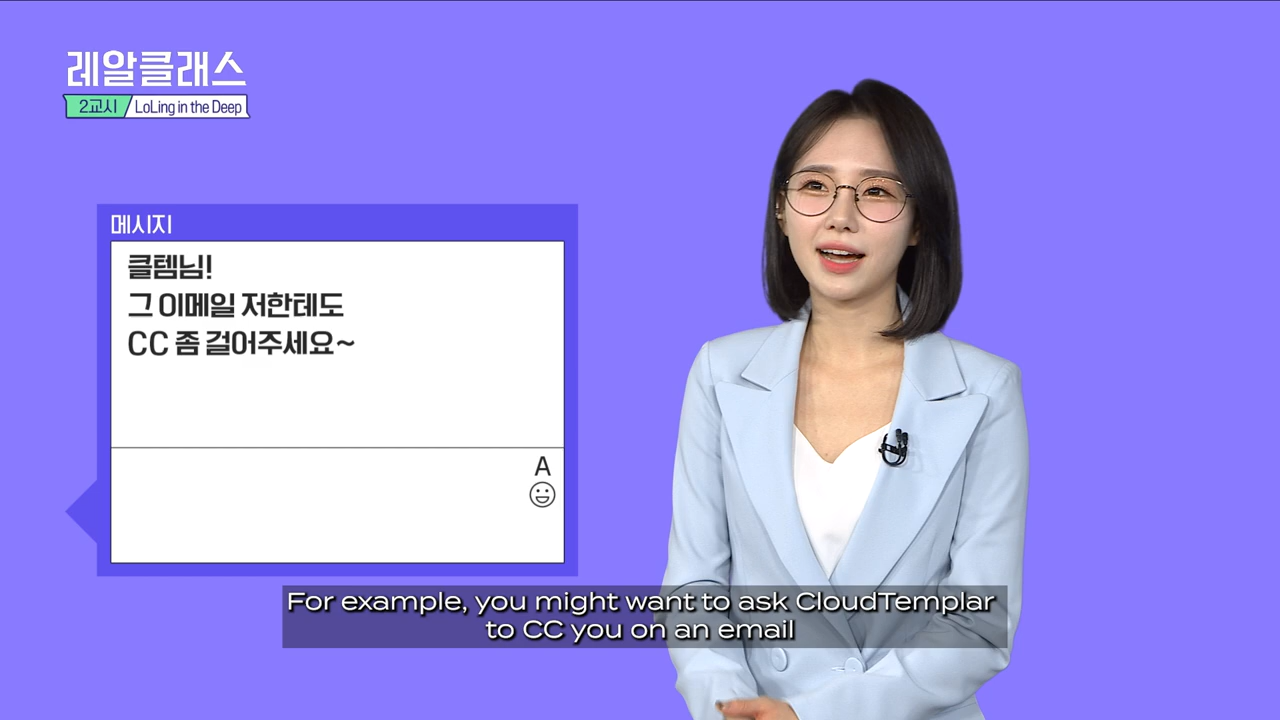 레알클래스
2교시 LoLing in the Deep
메시지
클템님!
그 이메일 저한테도
CC 좀 걸어주세요~
A
For example, you might want to ask CloudTemplar
to CC you on an email